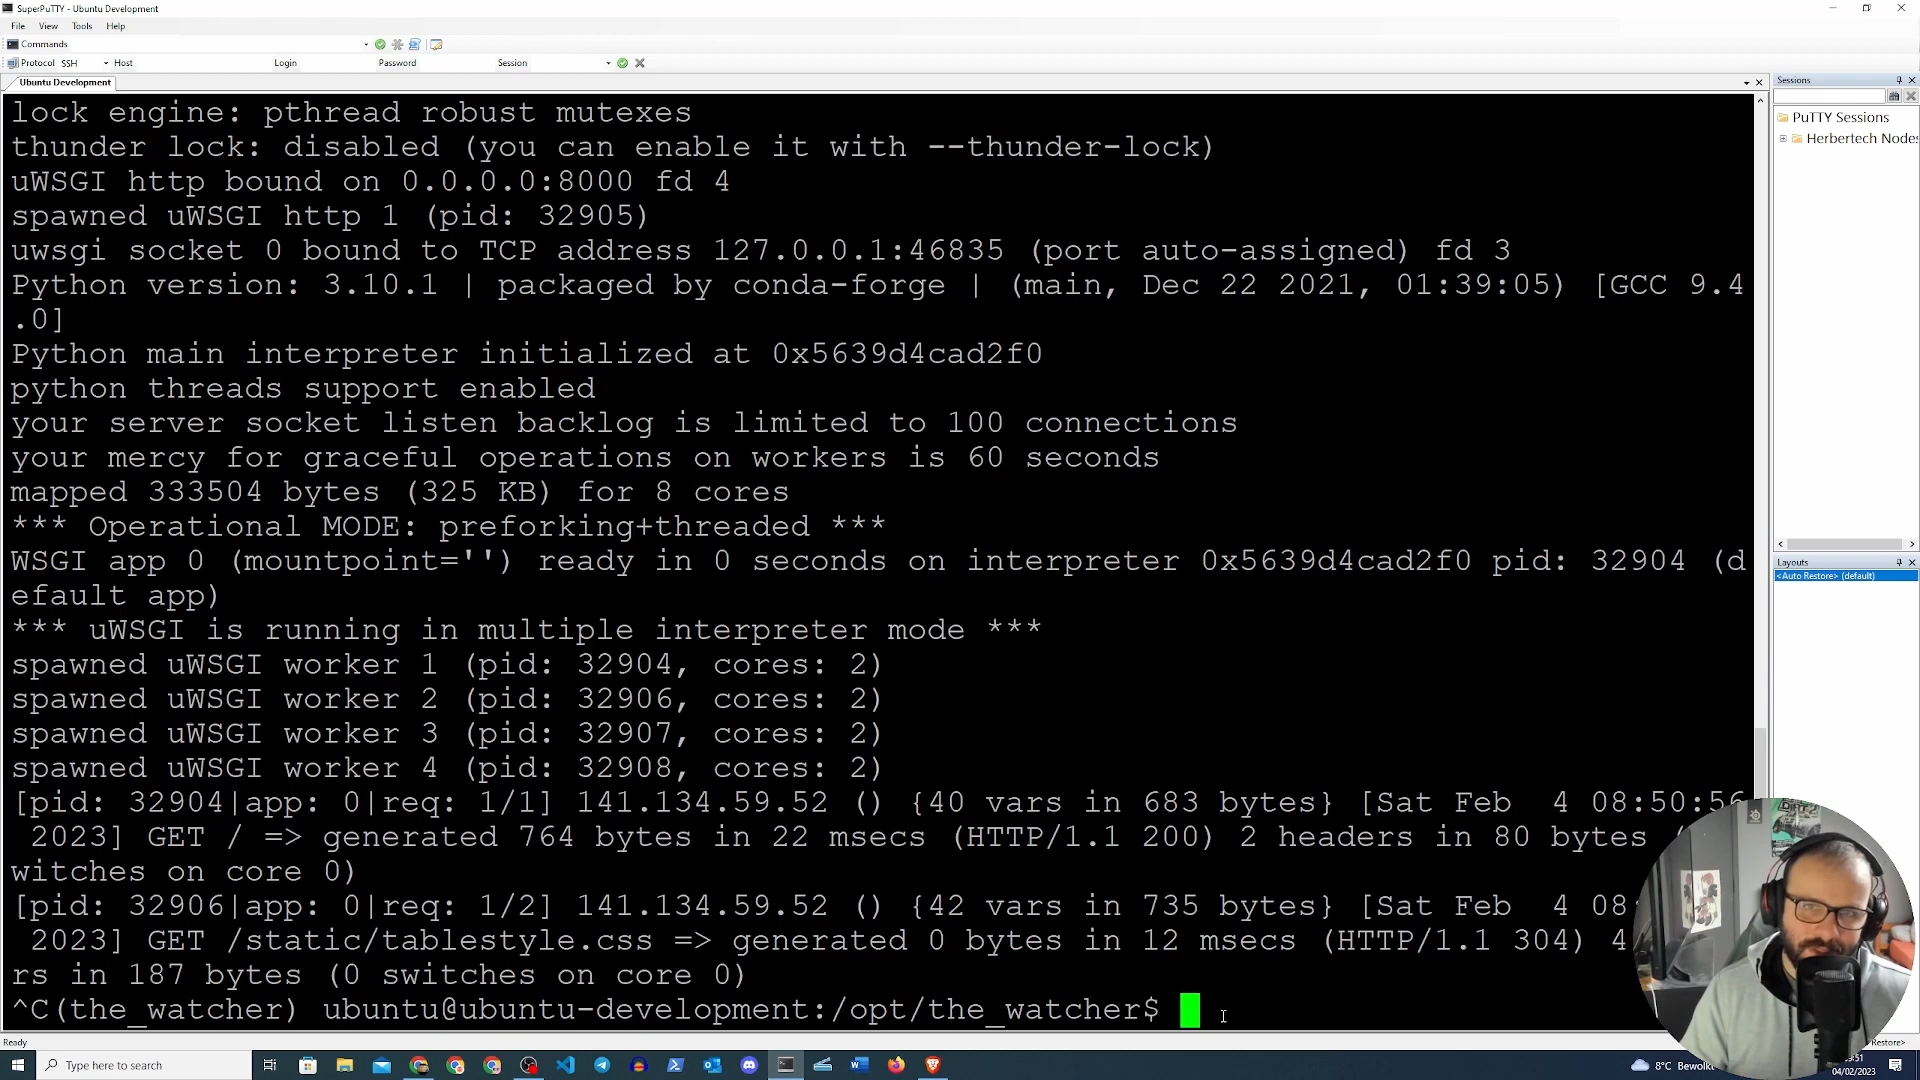 SuperPuTTY - Ubuntu Development
File View Tools Help
Commands
Protocol SSH Host Login Password Session
Ubuntu Development
lock engine: pthread robust mutexes
thunder lock: disabled (you can enable it with --thunder-lock)
uWSGI http bound on 0.0.0.0:8000 fd 4
spawned uWSGI http 1 (pid: 32905)
uwsgi socket 0 bound to TCP address 127.0.0.1:46835 (port auto-assigned) fd 3
Python version: 3.10.1 | packaged by conda-forge | (main, Dec 22 2021, 01:39:05) [GCC 9.4
.0]
Python main interpreter initialized at 0x5639d4cad2f0
python threads support enabled
your server socket listen backlog is limited to 100 connections
your mercy for graceful operations on workers is 60 seconds
mapped 333504 bytes (325 KB) for 8 cores
*** Operational MODE: preforking+threaded ***
WSGI app 0 (mountpoint='') ready in 0 seconds on interpreter 0x5639d4cad2f0 pid: 32904 (d
efault app)
*** uWSGI is running in multiple interpreter mode ***
spawned uWSGI worker 1 (pid: 32904, cores: 2)
spawned uWSGI worker 2 (pid: 32906, cores: 2)
spawned uWSGI worker 3 (pid: 32907, cores: 2)
spawned uWSGI worker 4 (pid: 32908, cores: 2)
[pid: 32904|app: 0|req: 1/1] 141.134.59.52 () {40 vars in 683 bytes} [Sat Feb  4 08:50:56
 2023] GET / => generated 764 bytes in 22 msecs (HTTP/1.1 200) 2 headers in 80 bytes
witches on core 0)
[pid: 32906|app: 0|req: 1/2] 141.134.59.52 () {42 vars in 735 bytes} [Sat Feb  4 08:
 2023] GET /static/tablestyle.css => generated 0 bytes in 12 msecs (HTTP/1.1 304) 4
rs in 187 bytes (0 switches on core 0)
^C(the_watcher) ubuntu@ubuntu-development:/opt/the_watcher$
Sessions
PuTTY Sessions
Herbertech Nodes
Layouts
<Auto Restore> (default)
Ready
Restore>
Type here to search
8°C Bewolkt
:51
04/02/2023